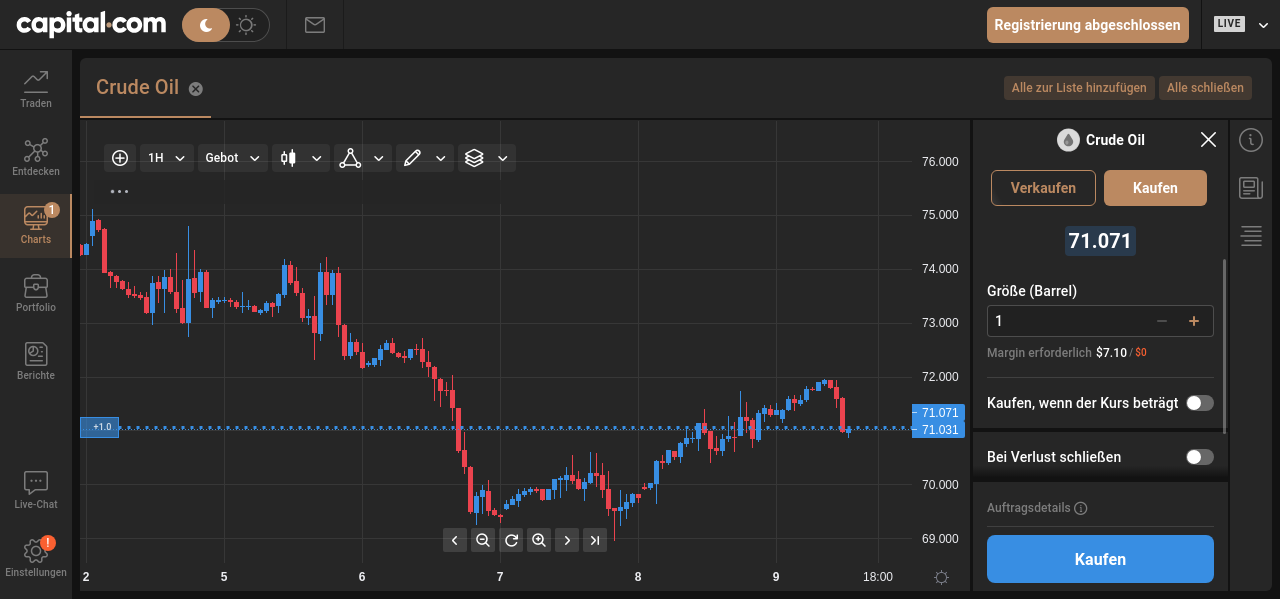 capital.com
Registrierung abgeschlossen
LIVE
Traden
Entdecken
1
Charts
Portfolio
Berichte
Live-Chat
!
Einstellungen
Crude Oil
Alle zur Liste hinzufügen
Alle schließen
1H
Gebot
76.000
75.000
74.000
73.000
72.000
71.071
71.031
70.000
69.000
+1.0
2
5
6
7
8
9
18:00
Crude Oil
Verkaufen
Kaufen
71.071
Größe (Barrel)
1
Margin erforderlich $7.10 / $0
Kaufen, wenn der Kurs beträgt
Bei Verlust schließen
Auftragsdetails
Kaufen